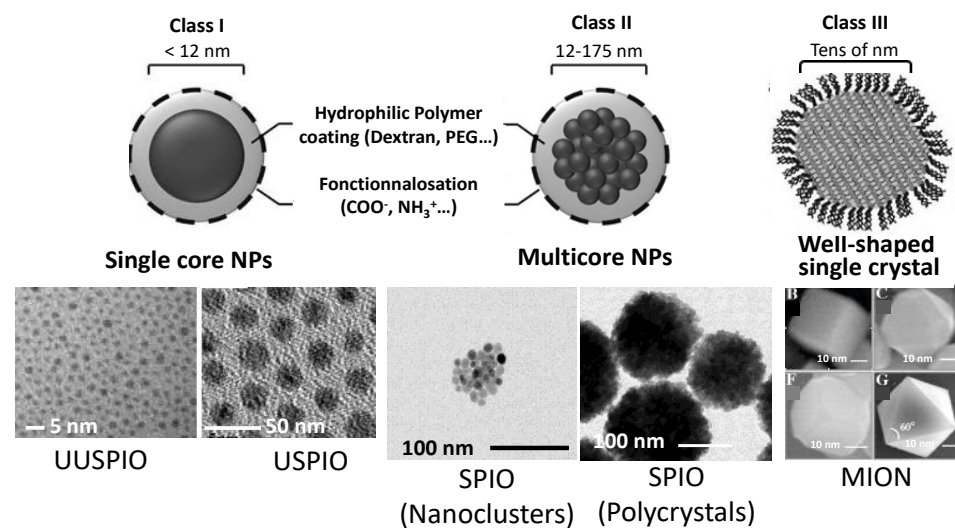 Class I
< 12 nm
Class II
12-175 nm
Class III
Tens of nm
Hydrophilic Polymer
coating (Dextran, PEG…)
Fonctionnalosation
(COO⁻, NH₃⁺…)
Single core NPs
Multicore NPs
Well-shaped
single crystal
5 nm
50 nm
100 nm
100 nm
B
10 nm
C
10 nm
F
10 nm
G
60°
10 nm
UUSPIO
USPIO
SPIO
(Nanoclusters)
SPIO
(Polycrystals)
MION